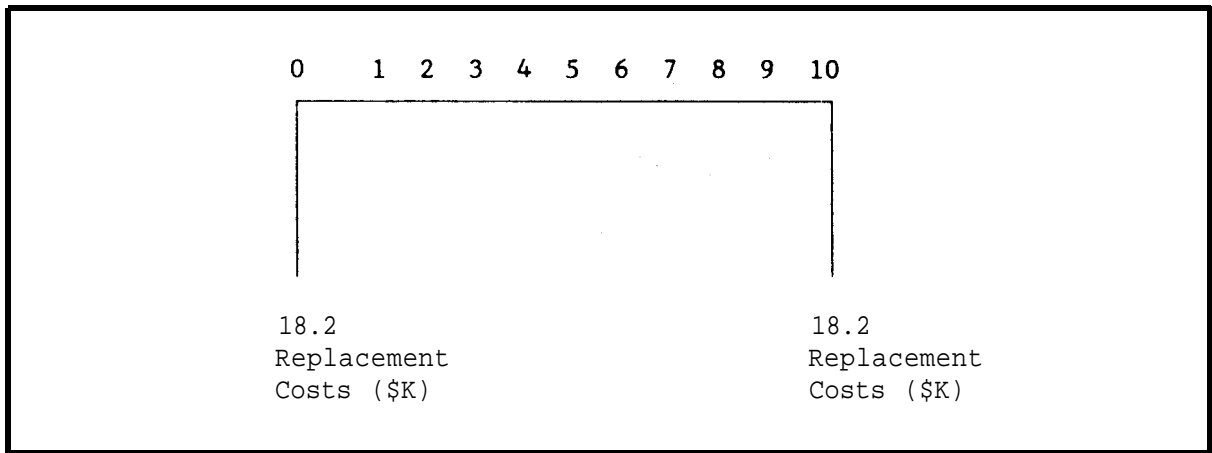 0 1 2 3 4 5 6 7 8 9 10
18.2 18.2
Replacement Replacement
Costs ($K) Costs ($K)